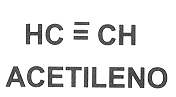 HC ≡ CH
ACETILENO